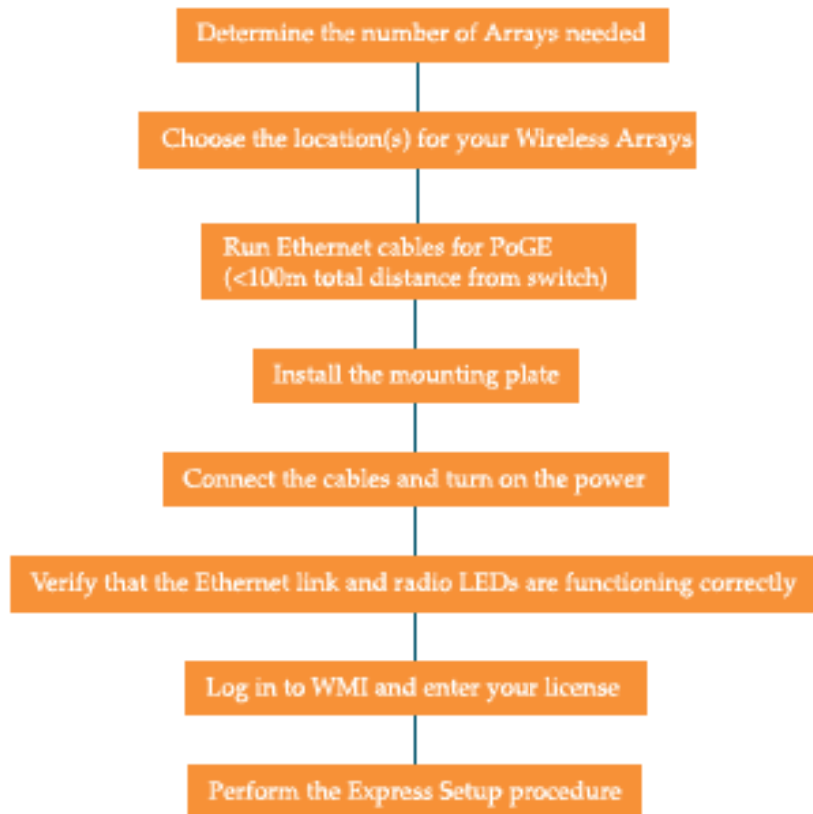 Determine the number of Arrays needed
Choose the location(s) for your Wireless Arrays
Run Ethernet cables for PoGE
(<100m total distance from switch)
Install the mounting plate
Connect the cables and turn on the power
Verify that the Ethernet link and radio LEDs are functioning correctly
Log in to WMI and enter your license
Perform the Express Setup procedure